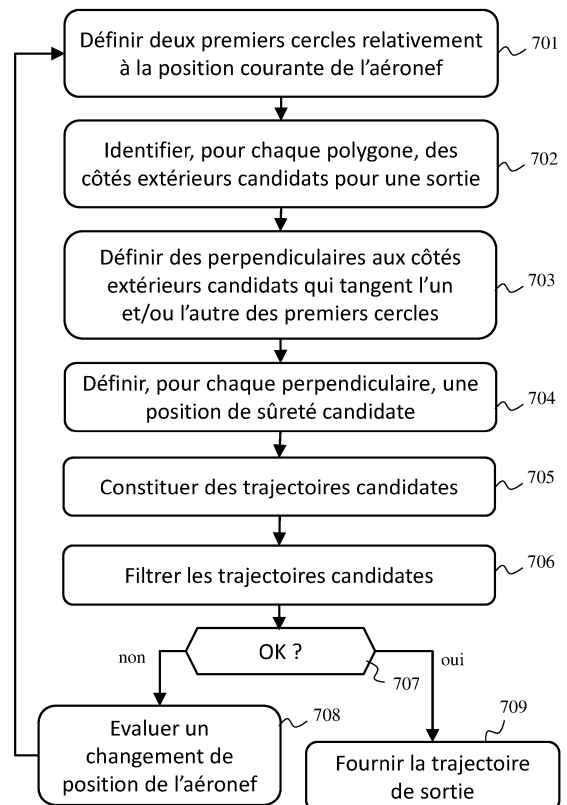 Définir deux premiers cercles relativement
à la position courante de l'aéronef
701
Identifier, pour chaque polygone, des
côtés extérieurs candidats pour une sortie
702
Définir des perpendiculaires aux côtés
extérieurs candidats qui tangent l'un
et/ou l'autre des premiers cercles
703
Définir, pour chaque perpendiculaire, une
position de sûreté candidate
704
Constituer des trajectoires candidates
705
Filtrer les trajectoires candidates
706
OK ?
707
non
oui
Evaluer un
changement de
position de l'aéronef
708
Fournir la trajectoire
de sortie
709